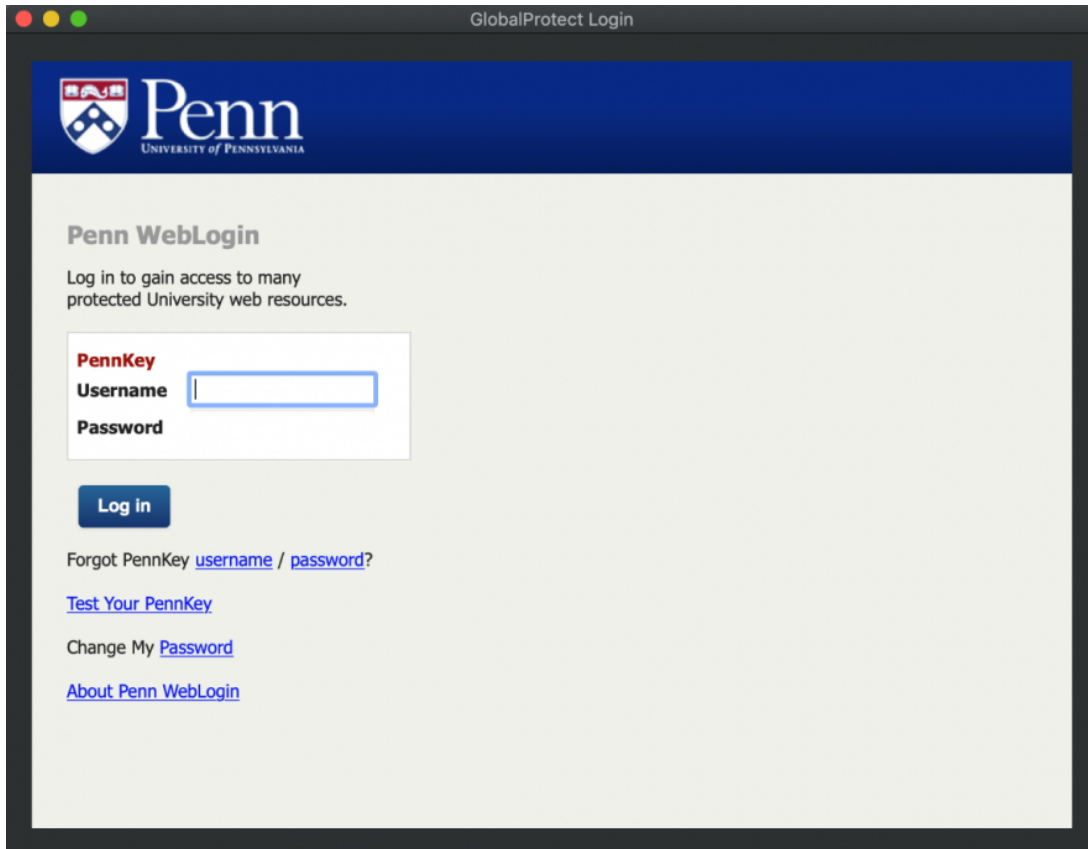 GlobalProtect Login
Penn
UNIVERSITY of PENNSYLVANIA
Penn WebLogin
Log in to gain access to many
protected University web resources.
PennKey
Username
Password
Log in
Forgot PennKey username / password?
Test Your PennKey
Change My Password
About Penn WebLogin